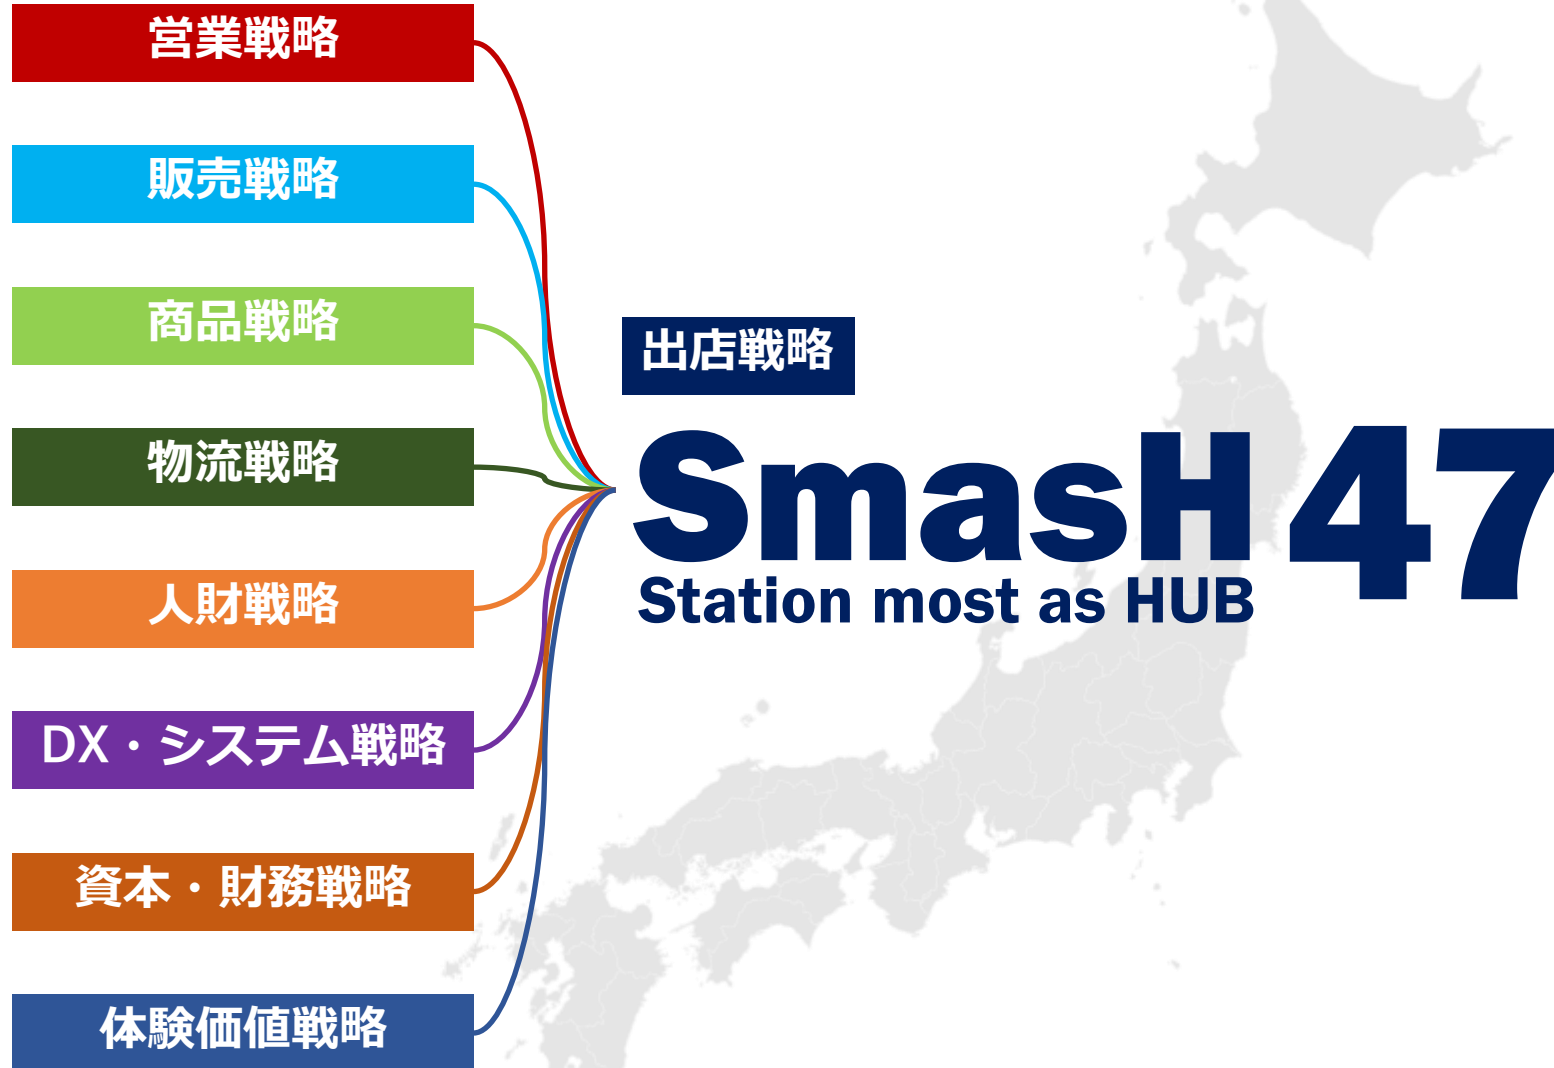 営業戦略
販売戦略
商品戦略
物流戦略
人財戦略
DX・システム戦略
資本・財務戦略
体験価値戦略
出店戦略
SmasH 47
Station most as HUB